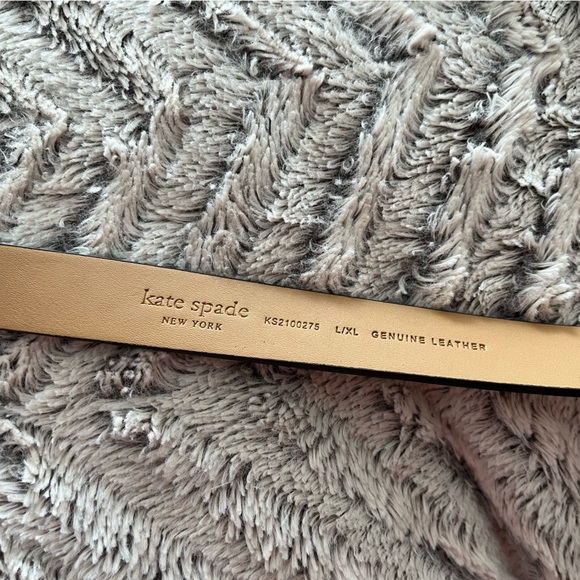 kate spade
NEW YORK
KS2100275 L/XL GENUINE LEATHER